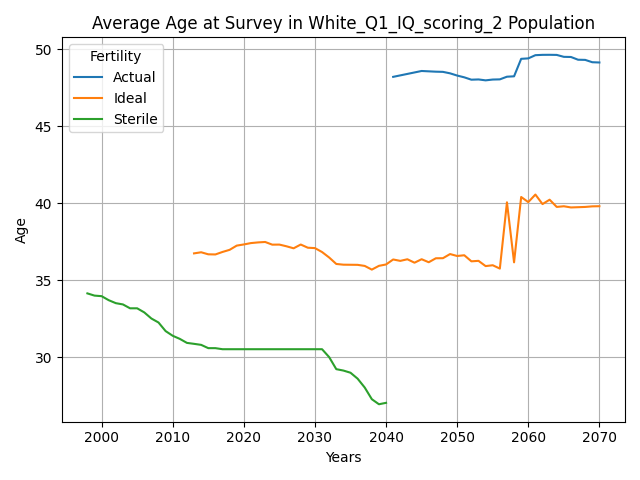 Average Age at Survey in White_Q1_IQ_scoring_2 Population
Fertility
Actual
Ideal
Sterile
Age
50
45
40
35
30
2000 2010 2020 2030 2040 2050 2060 2070
Years